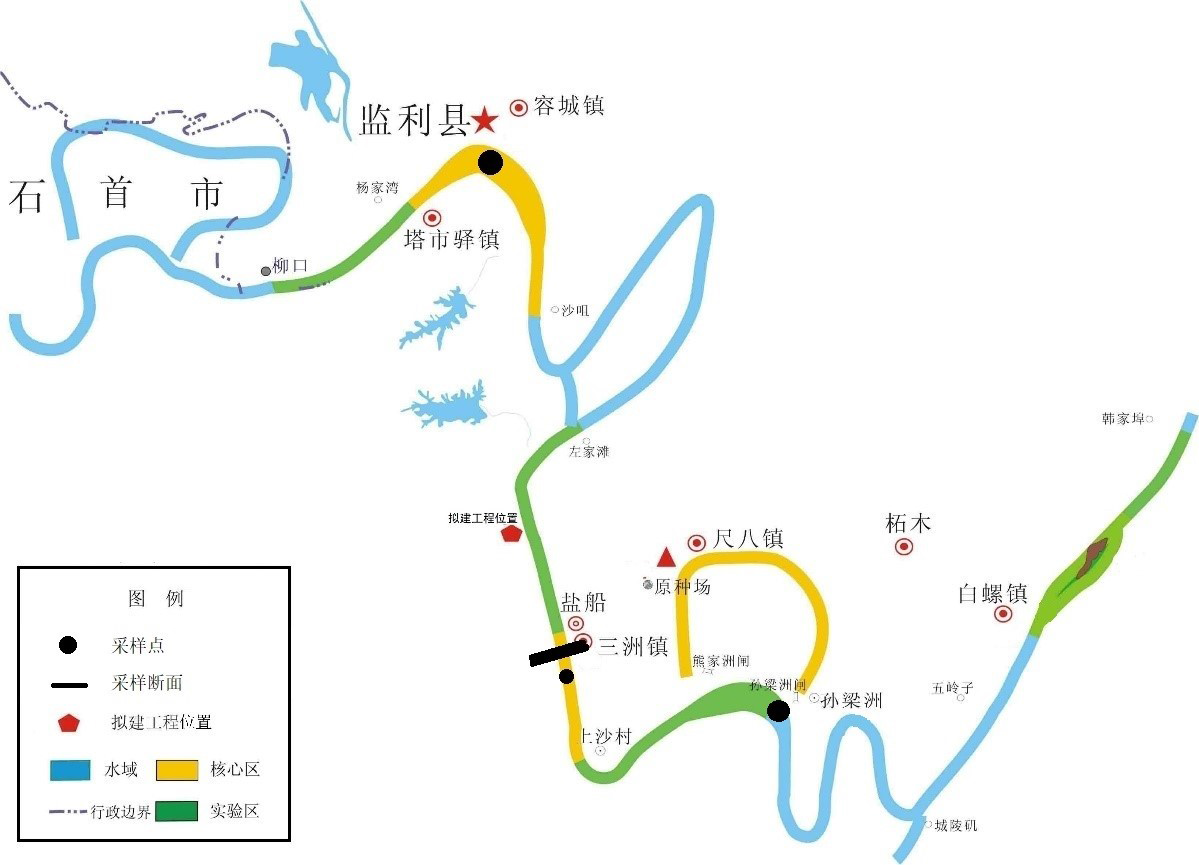 容城镇
监利县
石首市
杨家湾
塔市驿镇
柳口
沙咀
韩家埠
左家滩
拟建工程位置
柘木
尺八镇
原种场
白螺镇
盐船
三洲镇
熊家洲闸
孙梁洲闸
五岭子
孙梁洲
上沙村
城陵矶
图 例
采样点
采样断面
拟建工程位置
水域 核心区
行政边界 实验区